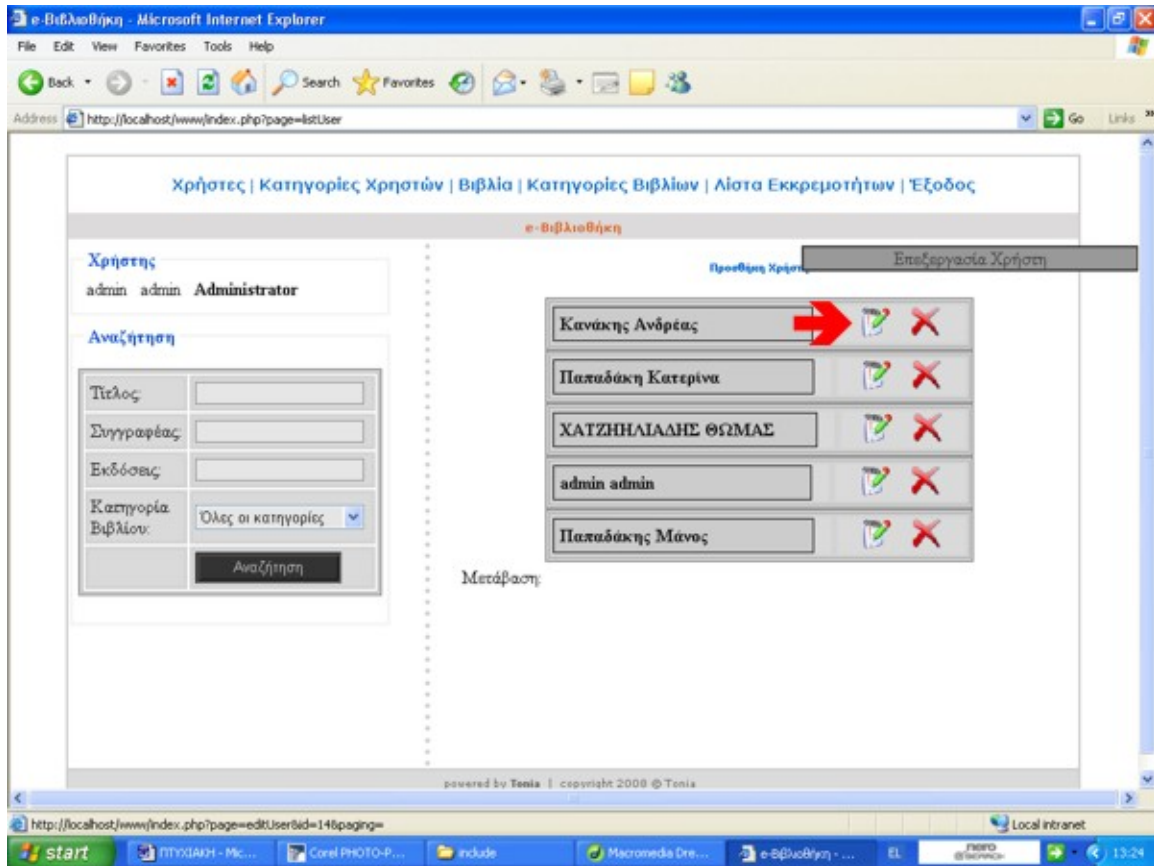 e-Βιβλιοθήκη - Microsoft Internet Explorer
File Edit View Favorites Tools Help
Back Search Favorites
Address http://localhost/www/index.php?page=listUser Go Links
Χρήστες | Κατηγορίες Χρηστών | Βιβλία | Κατηγορίες Βιβλίων | Λίστα Εκκρεμοτήτων | Έξοδος
e-Βιβλιοθήκη
Χρήστης
admin admin Administrator
Αναζήτηση
Τίτλος:
Συγγραφέας:
Εκδόσεις:
Κατηγορία Βιβλίου:
Όλες οι κατηγορίες
Αναζήτηση
Προσθήκη
Επεξεργασία Χρήστη
Κανάκης Ανδρέας
Παπαδάκη Κατερίνα
ΧΑΤΖΗΗΛΙΑΔΗΣ ΘΩΜΑΣ
admin admin
Παπαδάκης Μάνος
Μετάβαση:
powered by Tonia | copyright 2008 © Tonia
http://localhost/www/index.php?page=editUser&id=14&paging=
Local intranet
start ΠΤΥΧΙΑΚΗ - Mic... Corel PHOTO-P... include Macromedia Dre... e-Βιβλιοθήκη - ... EL nero 13:24